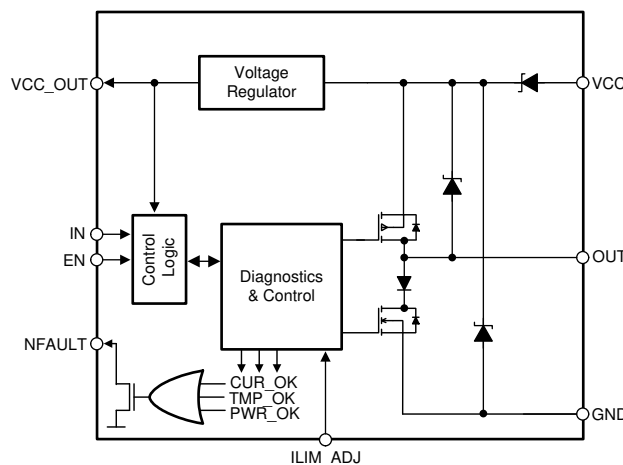 VCC_OUT
Voltage
Regulator
VCC
IN
EN
Control
Logic
Diagnostics
& Control
OUT
NFAULT
CUR_OK
TMP_OK
PWR_OK
GND
ILIM_ADJ